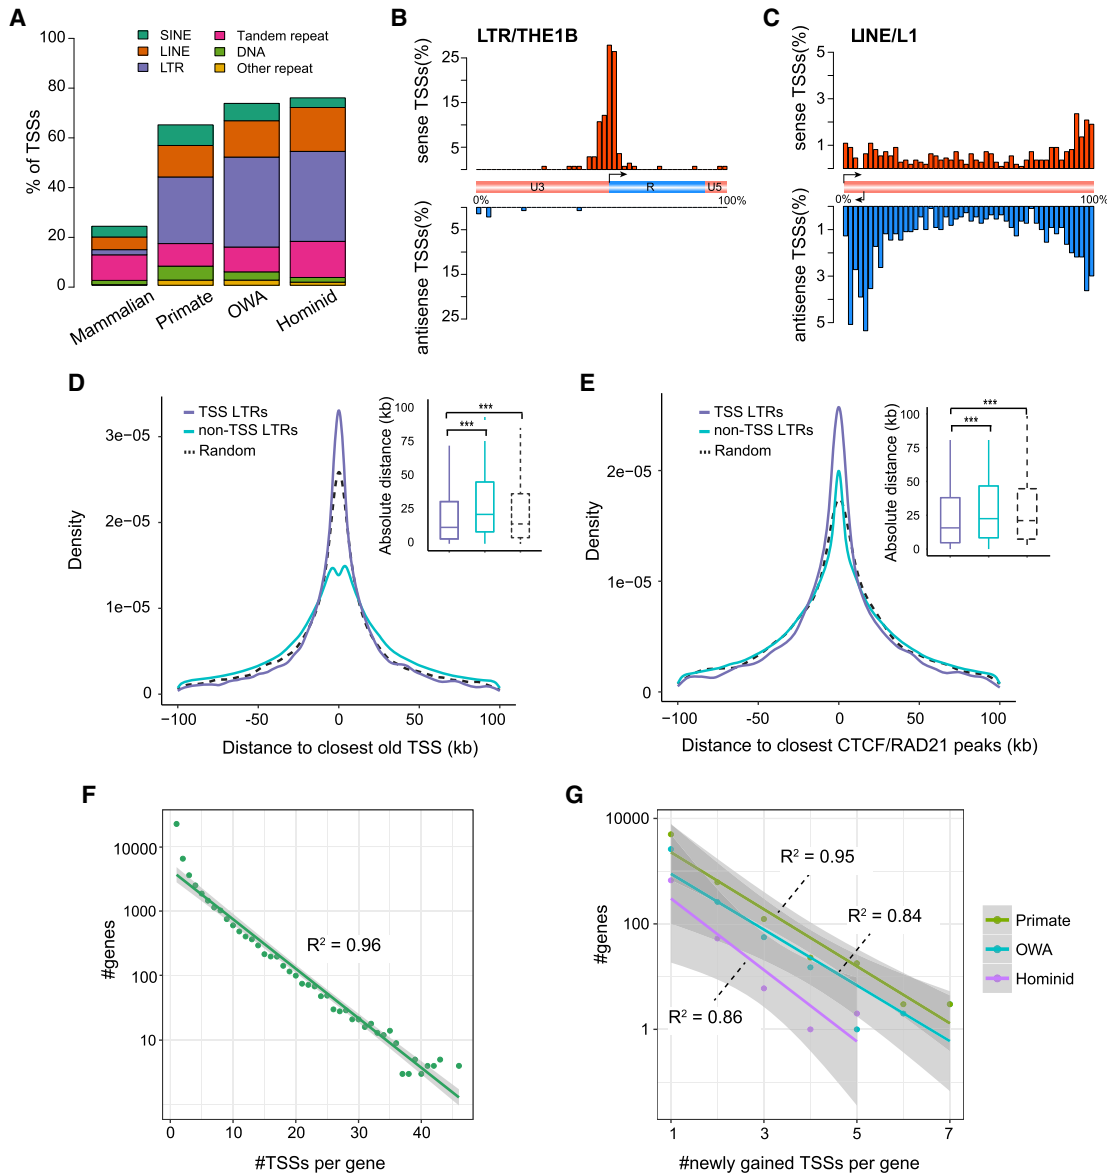 A
% of TSSs
100
80
60
40
20
0
SINE
LINE
LTR
Tandem repeat
DNA
Other repeat
Mammalian
Primate
OWA
Hominid
B
LTR/THE1B
sense TSSs(%)
25
15
5
U3
R
U5
0%
100%
antisense TSSs(%)
5
15
25
C
LINE/L1
sense TSSs(%)
5
3
1
0%
100%
antisense TSSs(%)
1
3
5
D
TSS LTRs
non-TSS LTRs
Random
Density
3e−05
2e−05
1e−05
0
−100
-50
0
50
100
Distance to closest old TSS (kb)
Absolute distance (kb)
100
75
50
25
0
***
***
E
TSS LTRs
non-TSS LTRs
Random
Density
2e−05
1e−05
0
−100
-50
0
50
100
Distance to closest CTCF/RAD21 peaks (kb)
Absolute distance (kb)
100
75
50
25
0
***
***
F
#genes
10000
1000
100
10
R² = 0.96
0
10
20
30
40
#TSSs per gene
G
#genes
10000
100
1
R² = 0.95
R² = 0.84
R² = 0.86
1
3
5
7
#newly gained TSSs per gene
Primate
OWA
Hominid